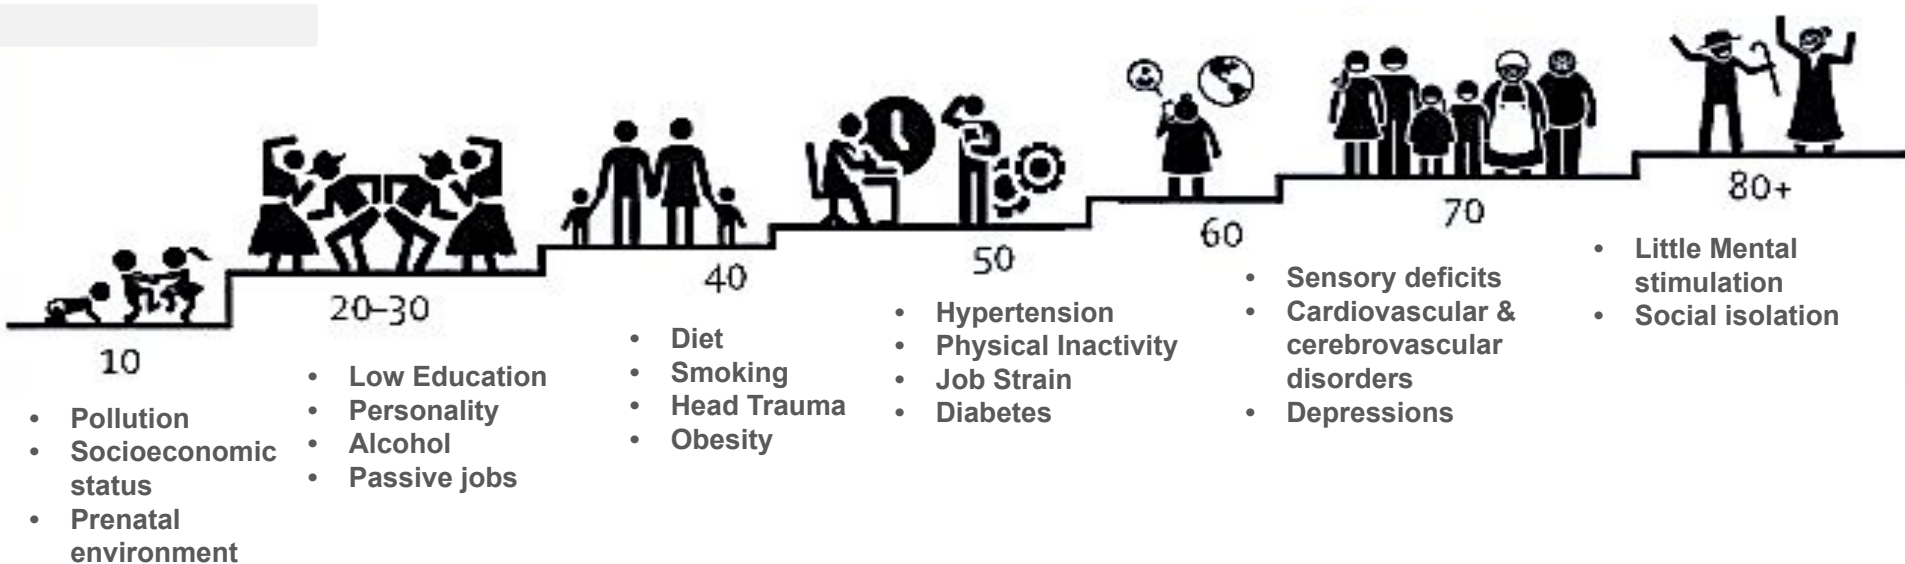 10
• Pollution
• Socioeconomic
status
• Prenatal
environment
20–30
• Low Education
• Personality
• Alcohol
• Passive jobs
40
• Diet
• Smoking
• Head Trauma
• Obesity
50
• Hypertension
• Physical Inactivity
• Job Strain
• Diabetes
60
70
• Sensory deficits
• Cardiovascular &
cerebrovascular
disorders
• Depressions
80+
• Little Mental
stimulation
• Social isolation